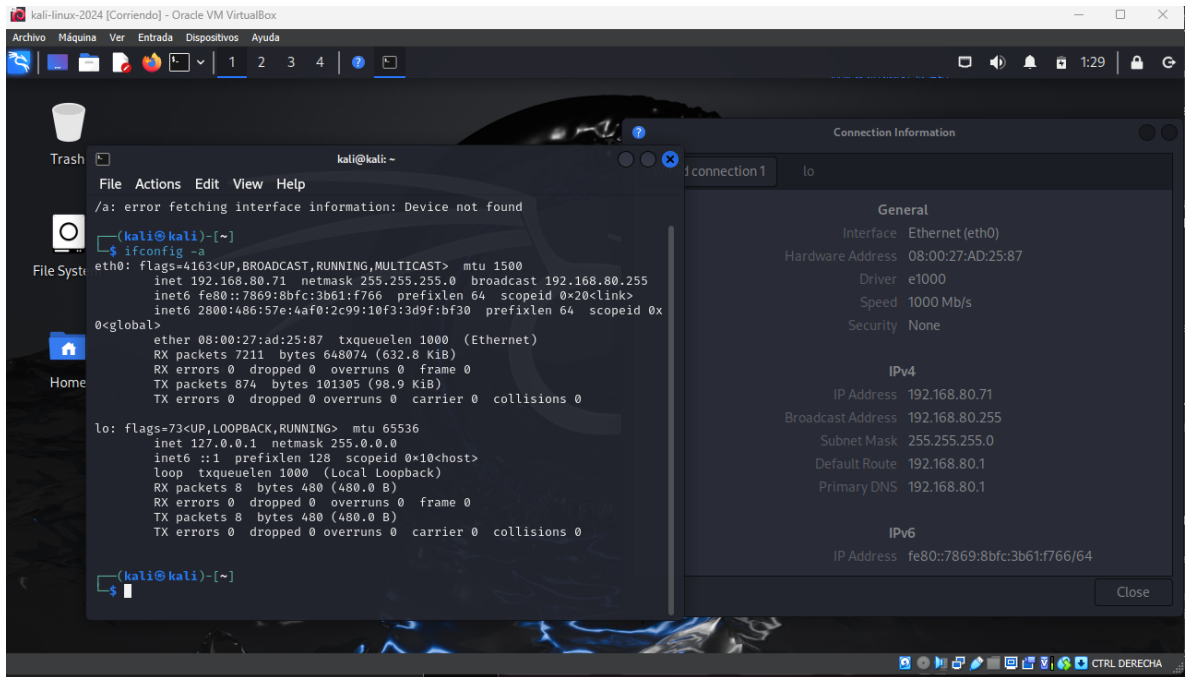 kali-linux-2024 [Corriendo] - Oracle VM VirtualBox
Archivo Máquina Ver Entrada Dispositivos Ayuda
1 2 3 4 1:29
Trash
File Syste
Home
kali@kali: ~
File Actions Edit View Help
/a: error fetching interface information: Device not found
┌──(kali㉿kali)-[~]
└─$ ifconfig -a
eth0: flags=4163<UP,BROADCAST,RUNNING,MULTICAST>  mtu 1500
inet 192.168.80.71  netmask 255.255.255.0  broadcast 192.168.80.255
inet6 fe80::7869:8bfc:3b61:f766  prefixlen 64  scopeid 0×20<link>
inet6 2800:486:57e:4af0:2c99:10f3:3d9f:bf30  prefixlen 64  scopeid 0x
0<global>
ether 08:00:27:ad:25:87  txqueuelen 1000  (Ethernet)
RX packets 7211  bytes 648074 (632.8 KiB)
RX errors 0  dropped 0  overruns 0  frame 0
TX packets 874  bytes 101305 (98.9 KiB)
TX errors 0  dropped 0 overruns 0  carrier 0  collisions 0
lo: flags=73<UP,LOOPBACK,RUNNING>  mtu 65536
inet 127.0.0.1  netmask 255.0.0.0
inet6 ::1  prefixlen 128  scopeid 0×10<host>
loop  txqueuelen 1000  (Local Loopback)
RX packets 8  bytes 480 (480.0 B)
RX errors 0  dropped 0  overruns 0  frame 0
TX packets 8  bytes 480 (480.0 B)
TX errors 0  dropped 0 overruns 0  carrier 0  collisions 0
┌──(kali㉿kali)-[~]
└─$
Connection Information
d connection 1 lo
General
Interface Ethernet (eth0)
Hardware Address 08:00:27:AD:25:87
Driver e1000
Speed 1000 Mb/s
Security None
IPv4
IP Address 192.168.80.71
Broadcast Address 192.168.80.255
Subnet Mask 255.255.255.0
Default Route 192.168.80.1
Primary DNS 192.168.80.1
IPv6
IP Address fe80::7869:8bfc:3b61:f766/64
Close
CTRL DERECHA